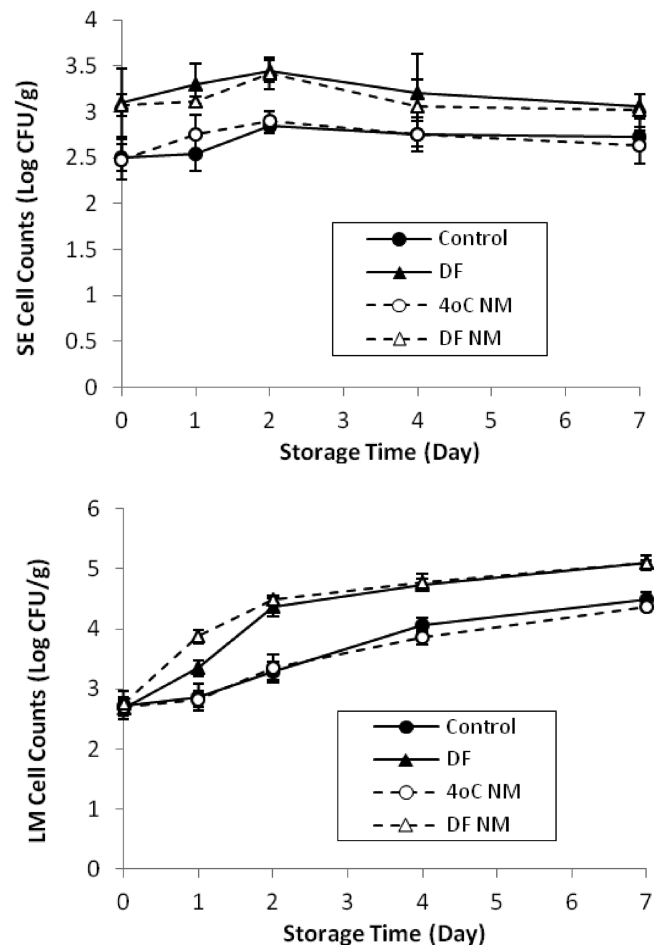 SE Cell Counts (Log CFU/g)
4
3.5
3
2.5
2
1.5
1
0.5
0
Control
DF
4oC NM
DF NM
0 1 2 3 4 5 6 7
Storage Time (Day)
LM Cell Counts (Log CFU/g)
6
5
4
3
2
1
0
Control
DF
4oC NM
DF NM
0 1 2 3 4 5 6 7
Storage Time (Day)